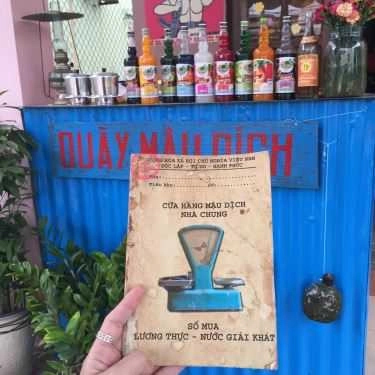 QUẦY MẬU DỊCH
CỘNG HÒA XÃ HỘI CHỦ NGHĨA VIỆT NAM
ĐỘC LẬP - TỰ DO - HẠNH PHÚC
CỬA HÀNG MẬU DỊCH
NHÀ CHUNG
SỔ MUA
LƯƠNG THỰC - NƯỚC GIẢI KHÁT